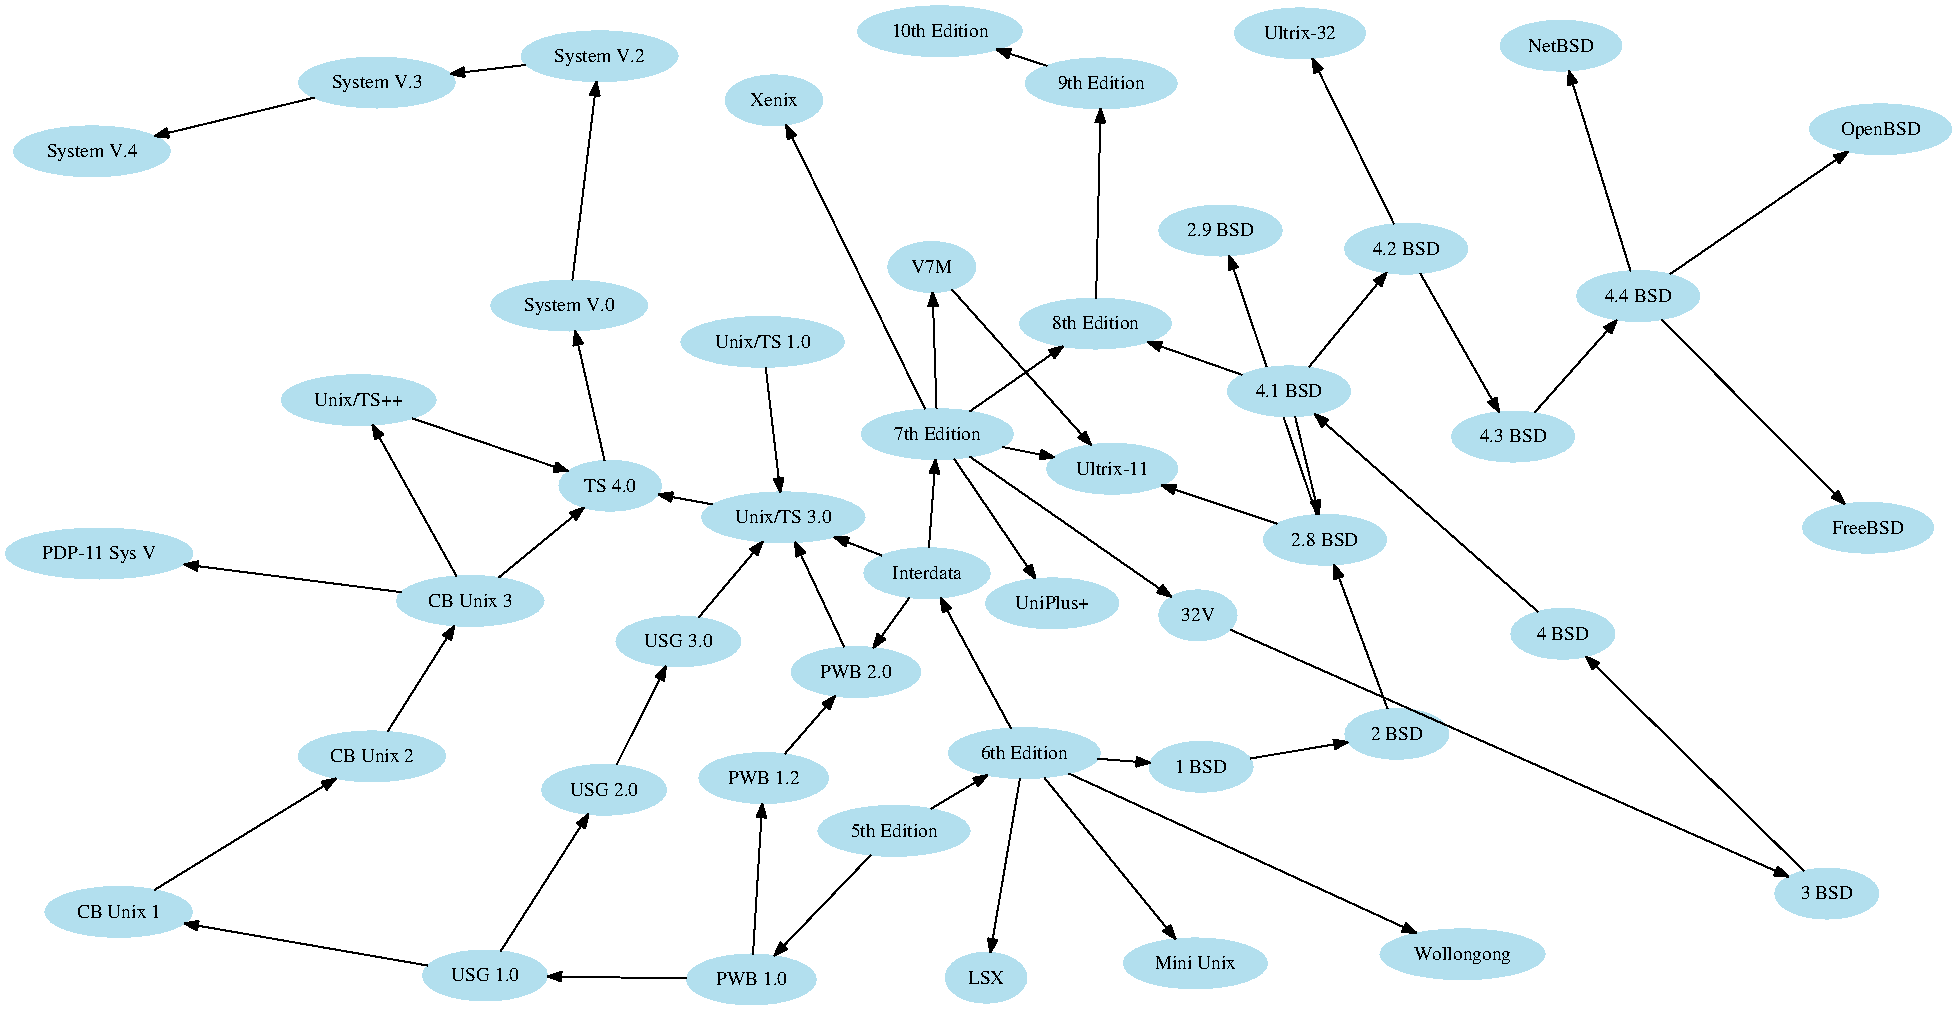 10th Edition
Ultrix-32
NetBSD
System V.2
System V.3
9th Edition
Xenix
OpenBSD
System V.4
2.9 BSD
4.2 BSD
V7M
4.4 BSD
System V.0
8th Edition
Unix/TS 1.0
4.1 BSD
Unix/TS++
7th Edition
4.3 BSD
Ultrix-11
TS 4.0
Unix/TS 3.0
FreeBSD
2.8 BSD
PDP-11 Sys V
Interdata
CB Unix 3
UniPlus+
32V
4 BSD
USG 3.0
PWB 2.0
2 BSD
6th Edition
CB Unix 2
1 BSD
PWB 1.2
USG 2.0
5th Edition
3 BSD
CB Unix 1
Wollongong
Mini Unix
USG 1.0
LSX
PWB 1.0